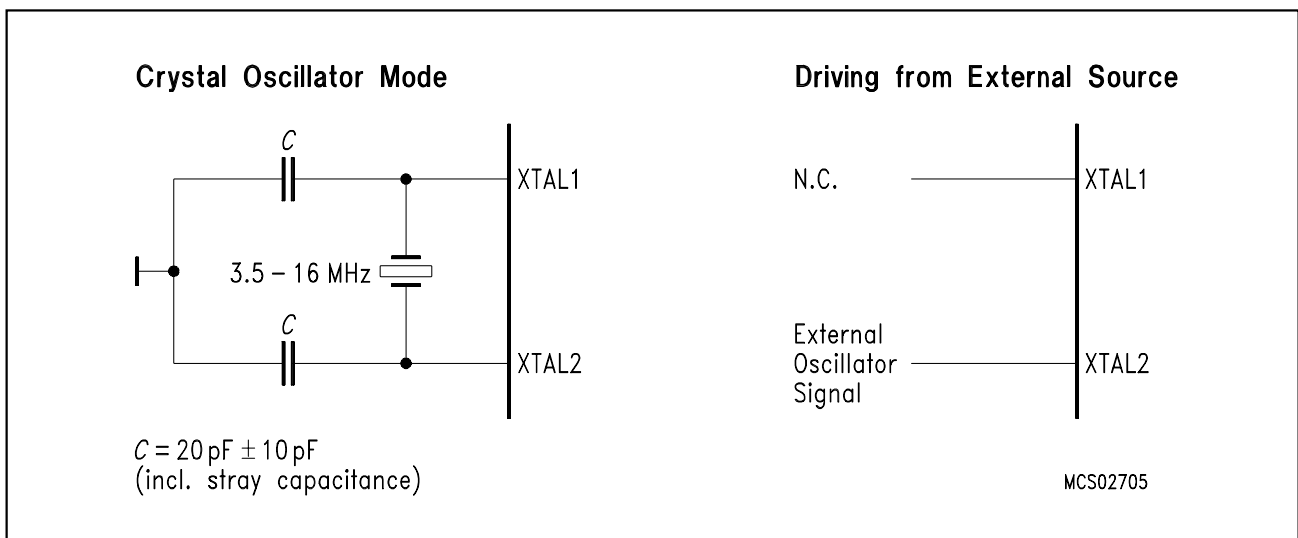 Crystal Oscillator Mode
C
XTAL1
3.5 – 16 MHz
C
XTAL2
C = 20 pF ± 10 pF
(incl. stray capacitance)
Driving from External Source
N.C.
XTAL1
External
Oscillator
Signal
XTAL2
MCS02705